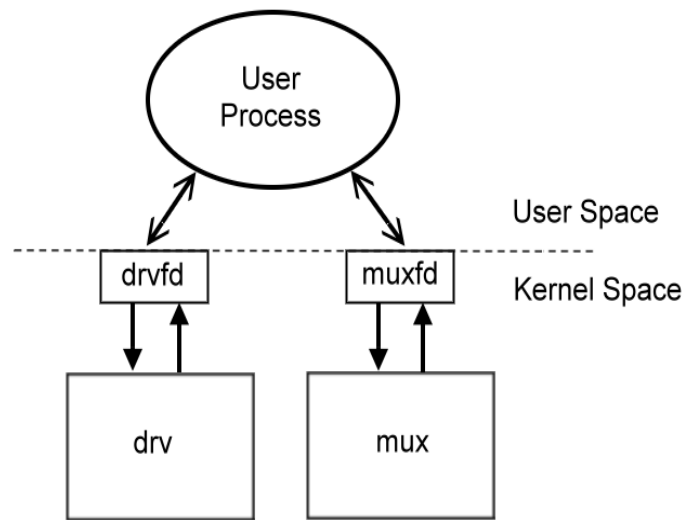 User
Process
User Space
drvfd
muxfd
Kernel Space
drv
mux